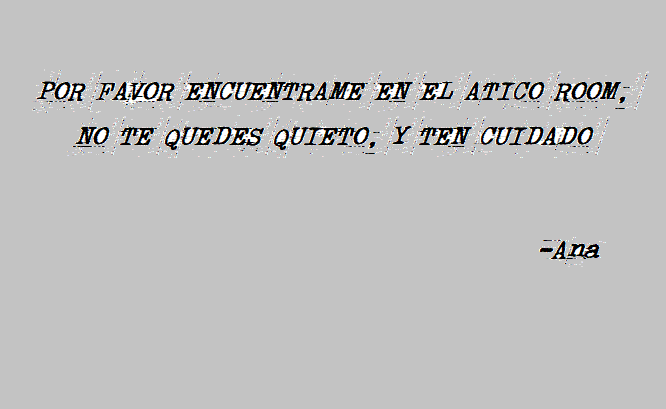 POR FAVOR ENCUENTRAME EN EL ATICO ROOM,
NO TE QUEDES QUIETO, Y TEN CUIDADO
-Ana